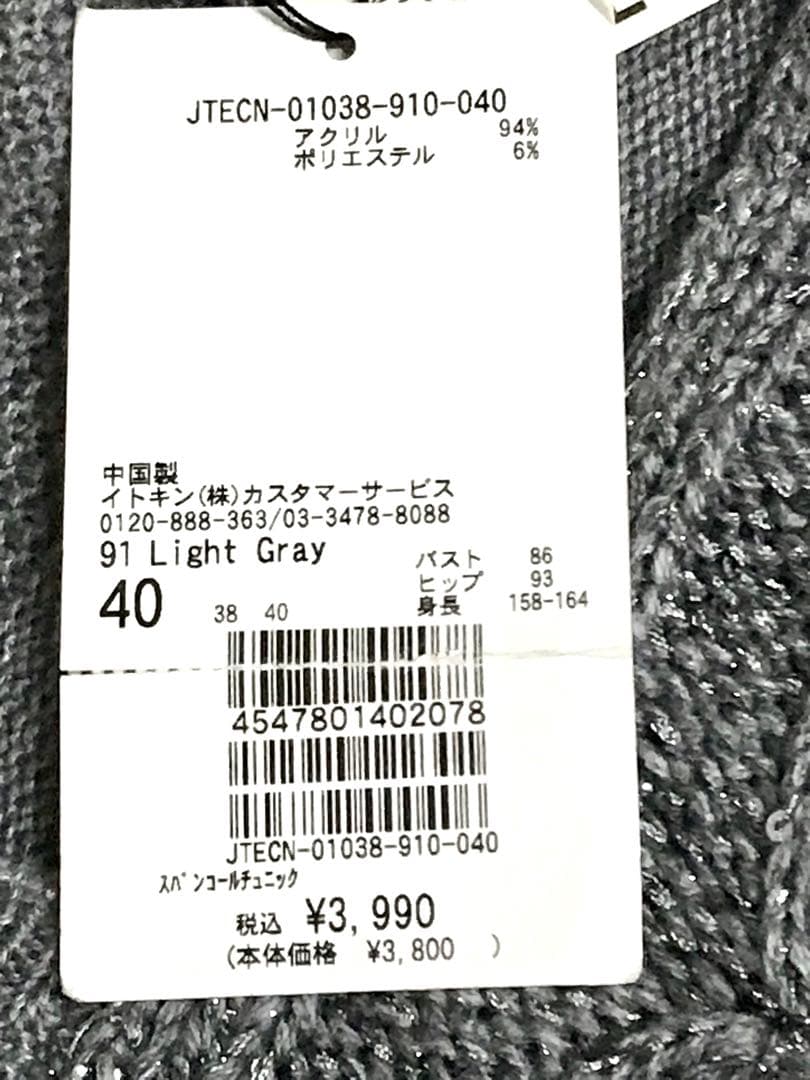 JTECN-01038-910-040
アクリル 94%
ポリエステル 6%
中国製
イトキン(株)カスタマーサービス
0120-888-363/03-3478-8088
91 Light Gray
バスト 86
ヒップ 93
40 38 40 身長 158-164
4547801402078
JTECN-01038-910-040
スパンコールチュニック
税込 ¥3,990
(本体価格 ¥3,800 )